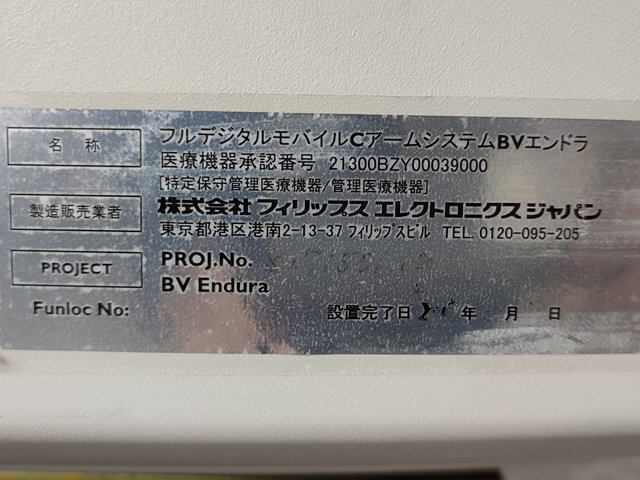 名称 フルデジタルモバイルCアームシステムBVエンドラ
医療機器承認番号 21300BZY00039000
[特定保守管理医療機器/管理医療機器]
製造販売業者 株式会社 フィリップス エレクトロニクス ジャパン
東京都港区港南2-13-37 フィリップスビル TEL. 0120-095-205
PROJECT PROJ.No.
BV Endura
Funloc No: 設置完了日 年 月 日